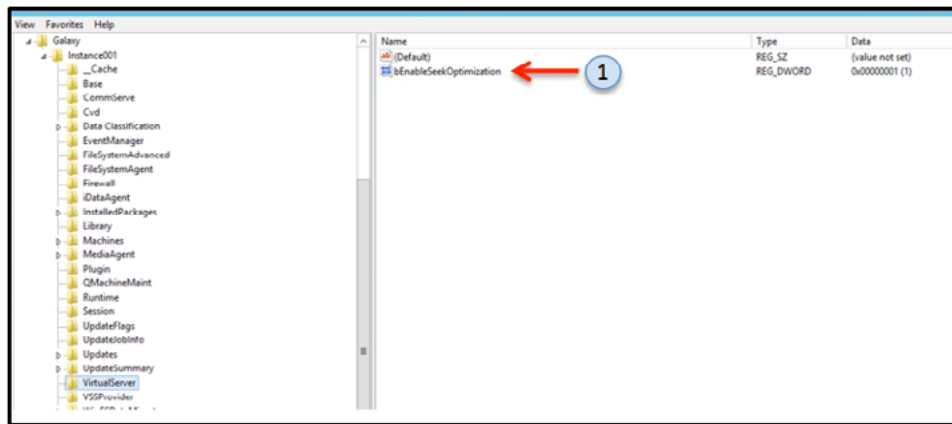 View Favorites Help
Galaxy
Instance001
__Cache
Base
CommServe
Cvd
Data Classification
EventManager
FileSystemAdvanced
FileSystemAgent
Firewall
iDataAgent
InstalledPackages
Library
Machines
MediaAgent
Plugin
QMachineMaint
Runtime
Session
UpdateFlags
UpdateJobInfo
Updates
UpdateSummary
VirtualServer
VSSProvider
Name Type Data
(Default) REG_SZ (value not set)
bEnableSeekOptimization REG_DWORD 0x00000001 (1)
1